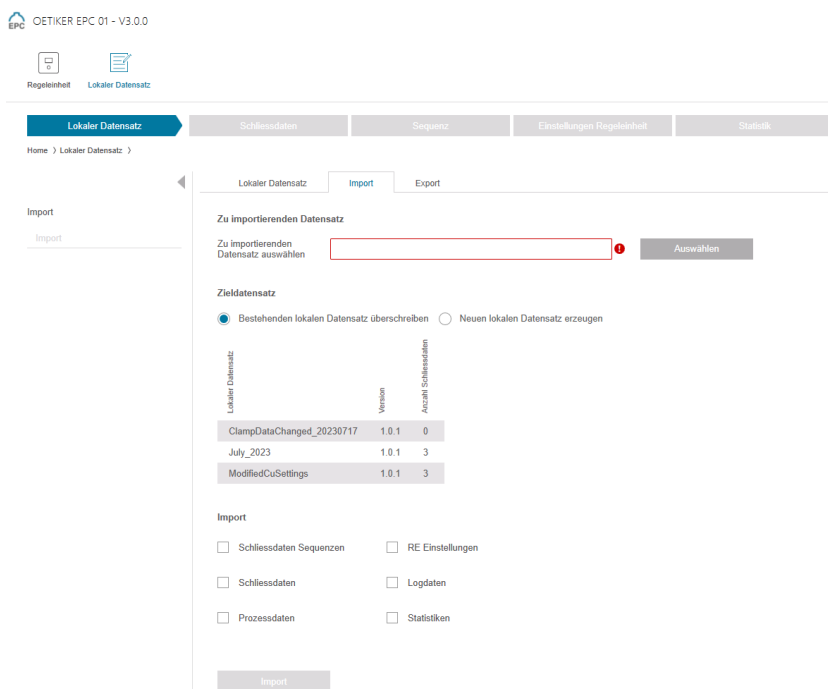 EPC OETIKER EPC 01 - V3.0.0
Regeleinheit Lokaler Datensatz
Lokaler Datensatz Schliessdaten Sequenz Einstellungen Regeleinheit Statistik
Home > Lokaler Datensatz >
Lokaler Datensatz Import Export
Import
Import
Zu importierenden Datensatz
Zu importierenden
Datensatz auswählen
Auswählen
Zieldatensatz
Bestehenden lokalen Datensatz überschreiben Neuen lokalen Datensatz erzeugen
Lokaler Datensatz Version Anzahl Schliessdaten
ClampDataChanged_20230717 1.0.1 0
July_2023 1.0.1 3
ModifiedCuSettings 1.0.1 3
Import
Schliessdaten Sequenzen RE Einstellungen
Schliessdaten Logdaten
Prozessdaten Statistiken
Import